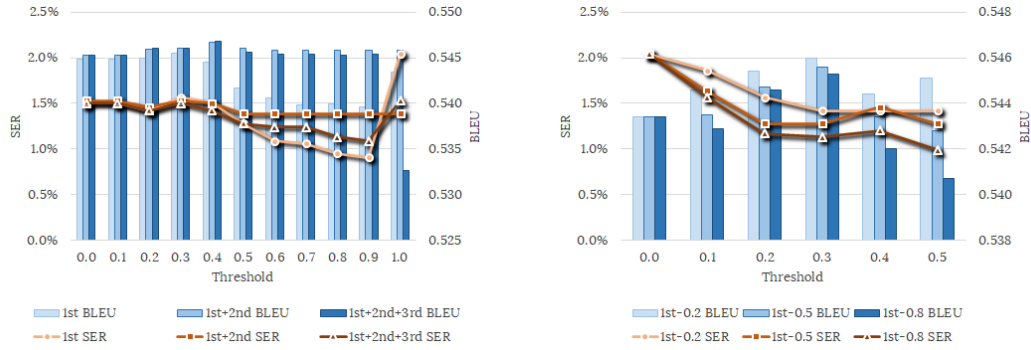 2.5%
2.0%
1.5%
1.0%
0.5%
0.0%
SER
0.550
0.545
0.540
0.535
0.530
0.525
BLEU
0.0 0.1 0.2 0.3 0.4 0.5 0.6 0.7 0.8 0.9 1.0
Threshold
1st BLEU 1st+2nd BLEU 1st+2nd+3rd BLEU
1st SER 1st+2nd SER 1st+2nd+3rd SER
2.5%
2.0%
1.5%
1.0%
0.5%
0.0%
SER
0.548
0.546
0.544
0.542
0.540
0.538
BLEU
0.0 0.1 0.2 0.3 0.4 0.5
Threshold
1st-0.2 BLEU 1st-0.5 BLEU 1st-0.8 BLEU
1st-0.2 SER 1st-0.5 SER 1st-0.8 SER